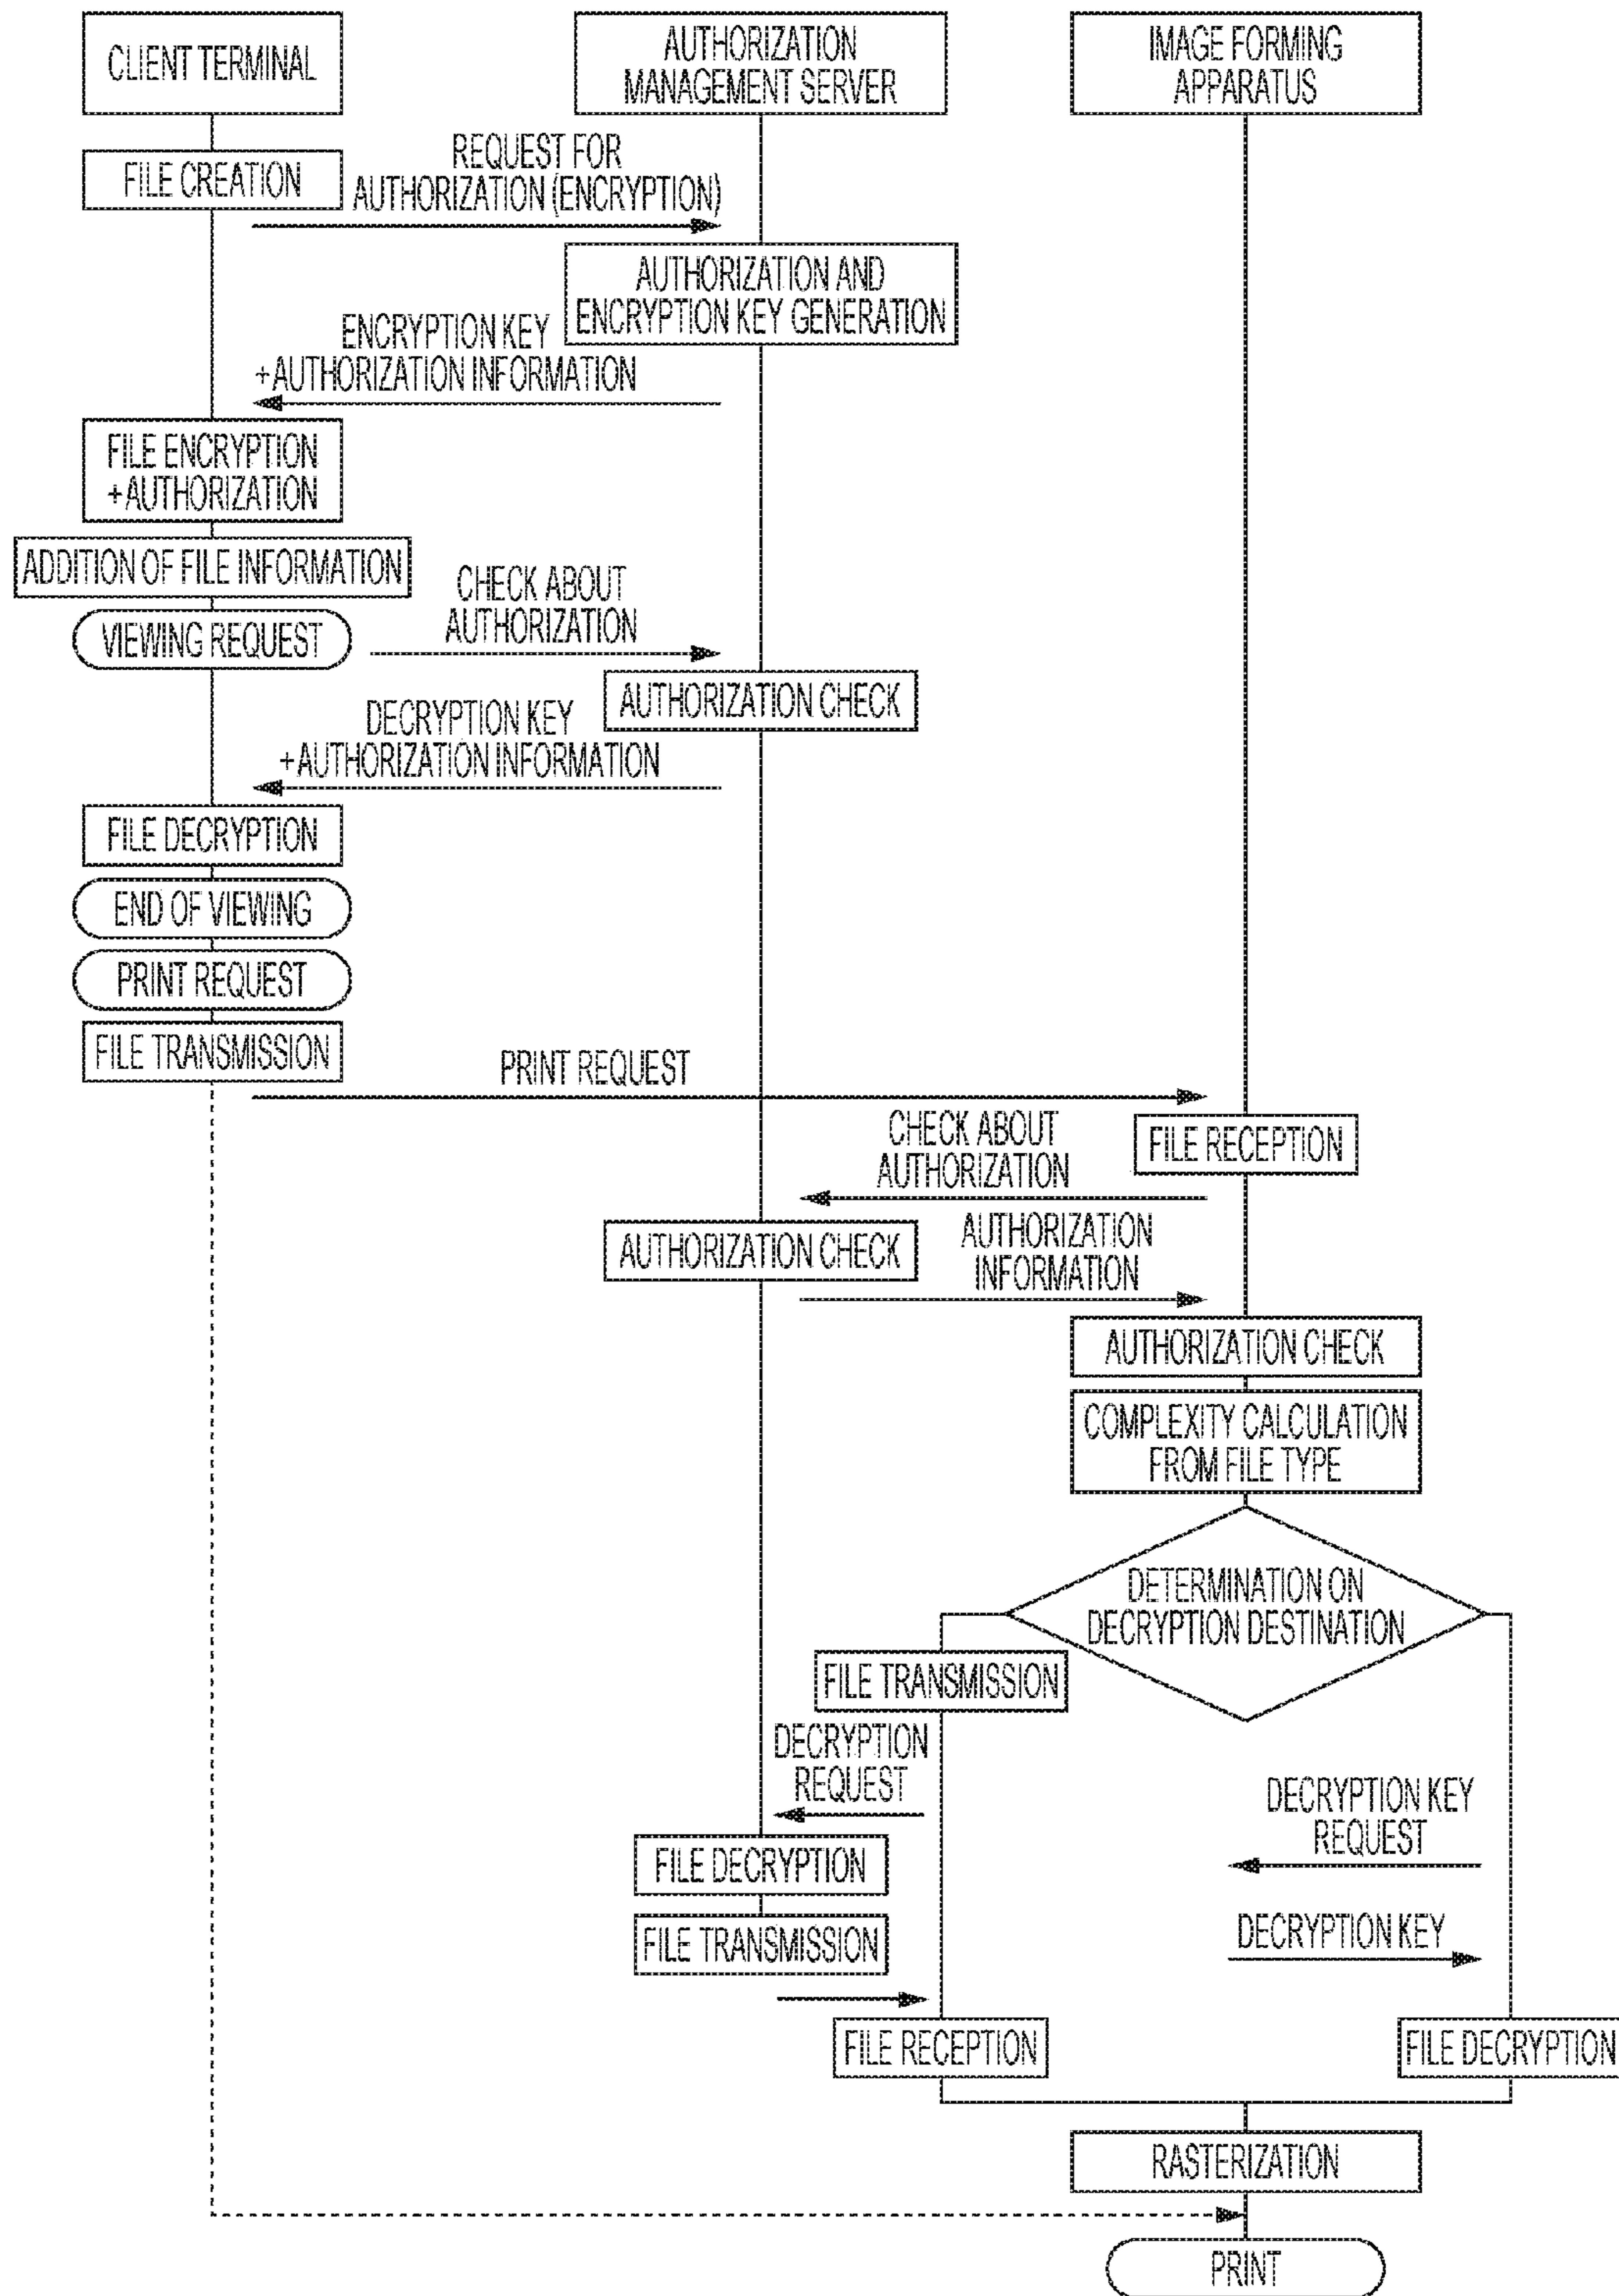 CLIENT TERMINAL
AUTHORIZATION
MANAGEMENT SERVER
IMAGE FORMING
APPARATUS
FILE CREATION
REQUEST FOR
AUTHORIZATION (ENCRYPTION)
AUTHORIZATION AND
ENCRYPTION KEY GENERATION
ENCRYPTION KEY
+AUTHORIZATION INFORMATION
FILE ENCRYPTION
+AUTHORIZATION
ADDITION OF FILE INFORMATION
VIEWING REQUEST
CHECK ABOUT
AUTHORIZATION
AUTHORIZATION CHECK
DECRYPTION KEY
+AUTHORIZATION INFORMATION
FILE DECRYPTION
END OF VIEWING
PRINT REQUEST
FILE TRANSMISSION
PRINT REQUEST
FILE RECEPTION
CHECK ABOUT
AUTHORIZATION
AUTHORIZATION CHECK
AUTHORIZATION
INFORMATION
AUTHORIZATION CHECK
COMPLEXITY CALCULATION
FROM FILE TYPE
DETERMINATION ON
DECRYPTION DESTINATION
FILE TRANSMISSION
DECRYPTION
REQUEST
DECRYPTION KEY
REQUEST
FILE DECRYPTION
DECRYPTION KEY
FILE TRANSMISSION
FILE RECEPTION
FILE DECRYPTION
RASTERIZATION
PRINT